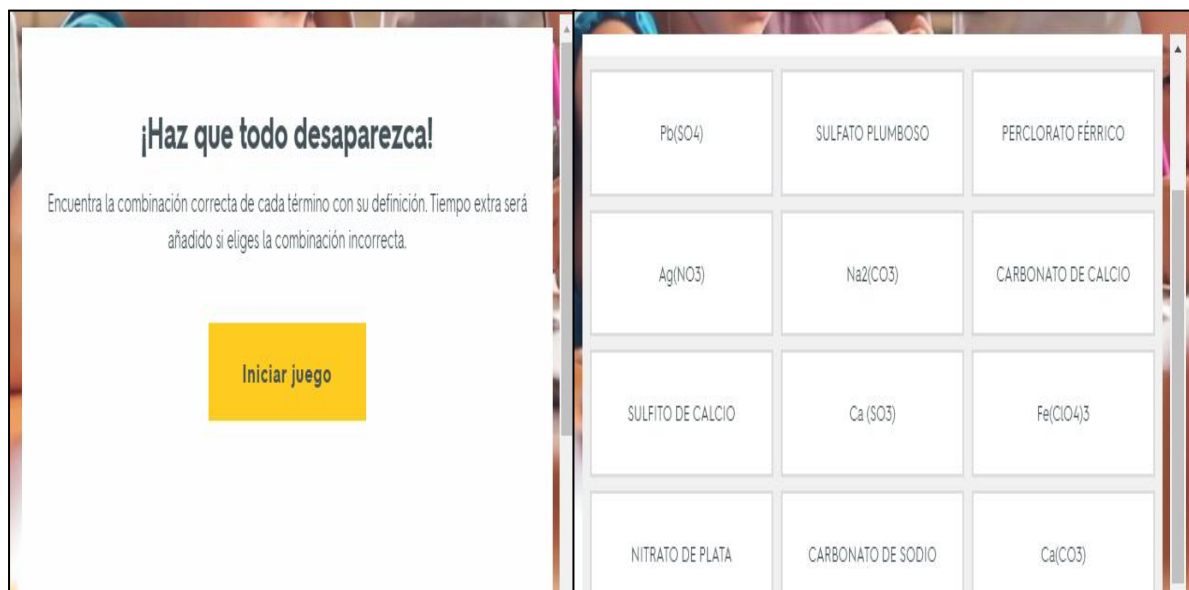 ¡Haz que todo desaparezca!
Encuentra la combinación correcta de cada término con su definición. Tiempo extra será
añadido si eliges la combinación incorrecta.
Iniciar juego
Pb(SO4)
SULFATO PLUMBOSO
PERCLORATO FÉRRICO
Ag(NO3)
Na2(CO3)
CARBONATO DE CALCIO
SULFITO DE CALCIO
Ca (SO3)
Fe(ClO4)3
NITRATO DE PLATA
CARBONATO DE SODIO
Ca(CO3)